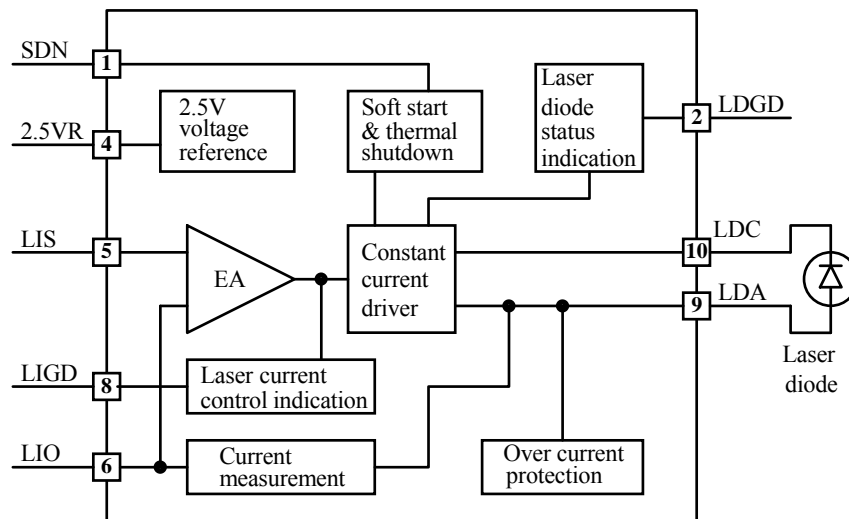 SDN
1
2.5VR
4
2.5V
voltage
reference
Soft start
& thermal
shutdown
Laser
diode
status
indication
2
LDGD
LIS
5
EA
Constant
current
driver
10
LDC
9
LDA
Laser
diode
LIGD
8
Laser current
control indication
LIO
6
Current
measurement
Over current
protection